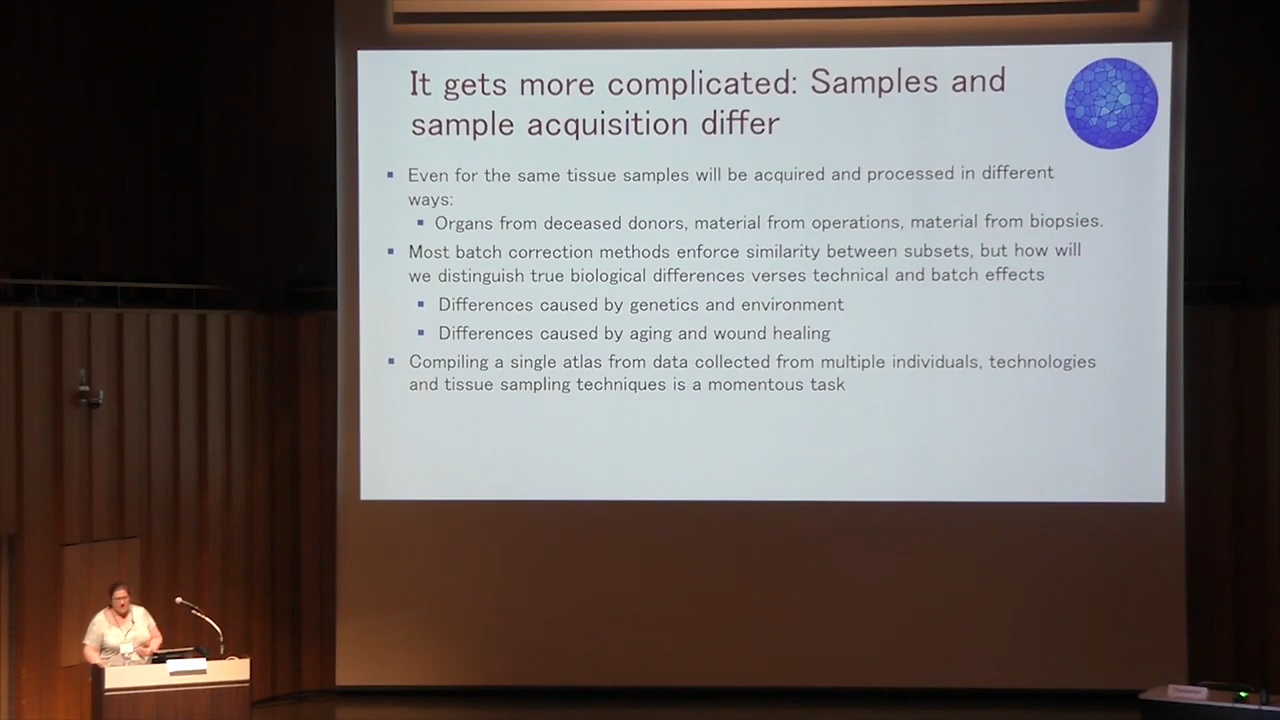 It gets more complicated: Samples and
sample acquisition differ
▪ Even for the same tissue samples will be acquired and processed in different
ways:
▪ Organs from deceased donors, material from operations, material from biopsies.
▪ Most batch correction methods enforce similarity between subsets, but how will
we distinguish true biological differences verses technical and batch effects
▪ Differences caused by genetics and environment
▪ Differences caused by aging and wound healing
▪ Compiling a single atlas from data collected from multiple individuals, technologies
and tissue sampling techniques is a momentous task